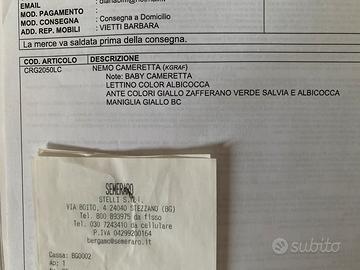 EMAIL
MOD. PAGAMENTO :
MOD. CONSEGNA : Consegna a Domicilio
ADD. REP. MOBILI : VIETTI BARBARA
La merce va saldata prima della consegna.
COD. ARTICOLO DESCRIZIONE
CRG2050LC NEMO CAMERETTA (KGRAF)
Note: BABY CAMERETTA
LETTINO COLOR ALBICOCCA
ANTE COLORI GIALLO ZAFFERANO VERDE SALVIA E ALBICOCCA
MANIGLIA GIALLO BC
SEMERARO
STELLI S.r.l.
VIA BOITO, 4 24040 STEZZANO (BG)
Tel. 800 893975 da fisso
Tel. 030 7243410 da cellulare
P.IVA 04299200164
bergamo@semeraro.it
Cassa: BG0002
Ap: 1
subito